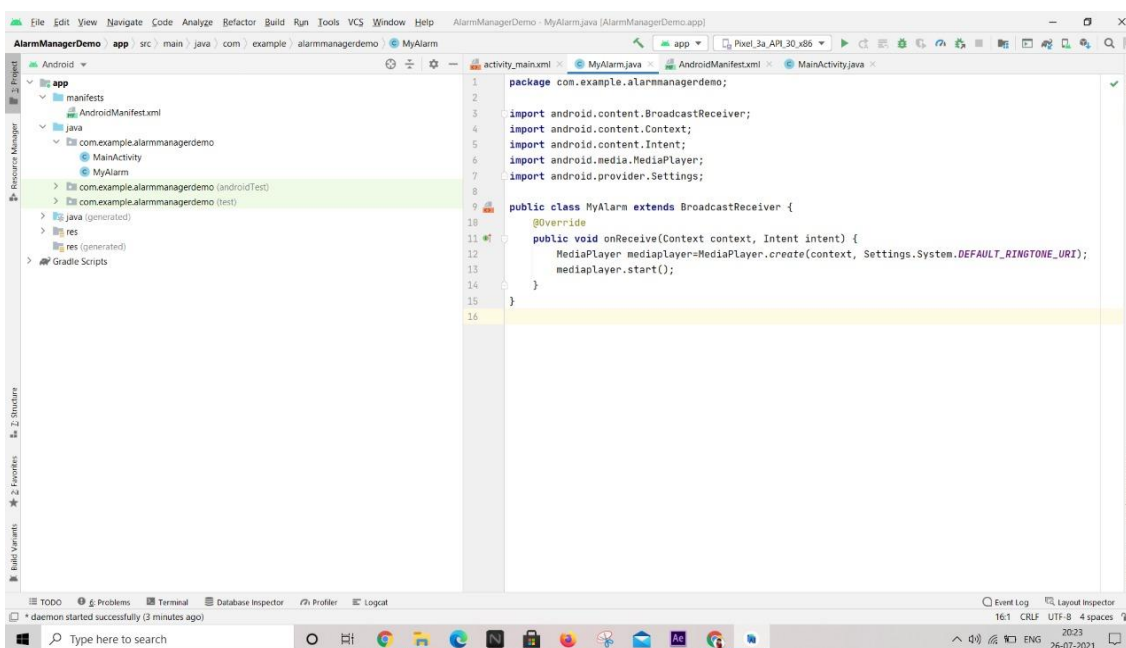 File Edit View Navigate Code Analyze Refactor Build Run Tools VCS Window Help AlarmManagerDemo - MyAlarm.java [AlarmManagerDemo.app]
AlarmManagerDemo app src main java com example alarmmanagerdemo MyAlarm app Pixel_3a_API_30_x86
1: Project
Resource Manager
Z: Structure
2: Favorites
Build Variants
Android
app
manifests
AndroidManifest.xml
java
com.example.alarmmanagerdemo
MainActivity
MyAlarm
com.example.alarmmanagerdemo (androidTest)
com.example.alarmmanagerdemo (test)
java (generated)
res
res (generated)
Gradle Scripts
activity_main.xml MyAlarm.java AndroidManifest.xml MainActivity.java
1 package com.example.alarmmanagerdemo;
2
3 import android.content.BroadcastReceiver;
4 import android.content.Context;
5 import android.content.Intent;
6 import android.media.MediaPlayer;
7 import android.provider.Settings;
8
9 public class MyAlarm extends BroadcastReceiver {
10 @Override
11 public void onReceive(Context context, Intent intent) {
12 MediaPlayer mediaplayer=MediaPlayer.create(context, Settings.System.DEFAULT_RINGTONE_URI);
13 mediaplayer.start();
14 }
15 }
16
TODO 6: Problems Terminal Database Inspector Profiler Logcat Event Log Layout Inspector
* daemon started successfully (3 minutes ago) 16:1 CRLF UTF-8 4 spaces
Type here to search N Ae ENG 20:23
26-07-2021